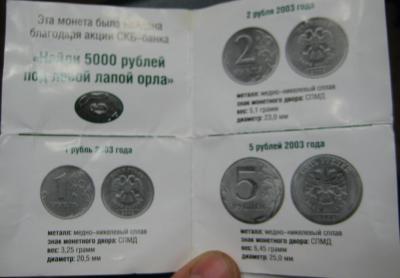 Эта монета была найдена
благодаря акции СКБ–банка
«Найди 5000 рублей
под левой лапой орла»
2 рубля 2003 года
металл: медно–никелевый сплав
знак монетного двора: СПМД
вес: 5,1 грамм
диаметр: 23,0 мм
1 рубль 2003 года
металл: медно–никелевый сплав
знак монетного двора: СПМД
вес: 3,25 грамм
диаметр: 20,5 мм
5 рублей 2003 года
металл: медно–никелевый сплав
знак монетного двора: СПМД
вес: 6,45 грамм
диаметр: 25,0 мм